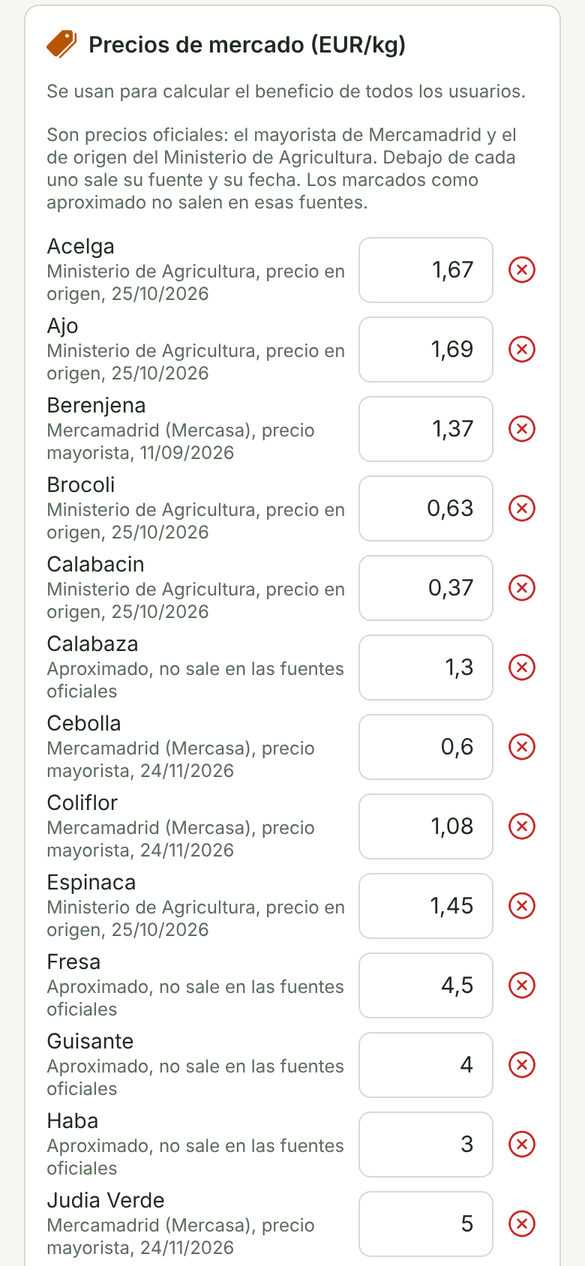 Precios de mercado (EUR/kg)
Se usan para calcular el beneficio de todos los usuarios.
Son precios oficiales: el mayorista de Mercamadrid y el
de origen del Ministerio de Agricultura. Debajo de cada
uno sale su fuente y su fecha. Los marcados como
aproximado no salen en esas fuentes.
Acelga
Ministerio de Agricultura, precio en
origen, 25/10/2026
1,67
Ajo
Ministerio de Agricultura, precio en
origen, 25/10/2026
1,69
Berenjena
Mercamadrid (Mercasa), precio
mayorista, 11/09/2026
1,37
Brocoli
Ministerio de Agricultura, precio en
origen, 25/10/2026
0,63
Calabacin
Ministerio de Agricultura, precio en
origen, 25/10/2026
0,37
Calabaza
Aproximado, no sale en las fuentes
oficiales
1,3
Cebolla
Mercamadrid (Mercasa), precio
mayorista, 24/11/2026
0,6
Coliflor
Mercamadrid (Mercasa), precio
mayorista, 24/11/2026
1,08
Espinaca
Ministerio de Agricultura, precio en
origen, 25/10/2026
1,45
Fresa
Aproximado, no sale en las fuentes
oficiales
4,5
Guisante
Aproximado, no sale en las fuentes
oficiales
4
Haba
Aproximado, no sale en las fuentes
oficiales
3
Judia Verde
Mercamadrid (Mercasa), precio
mayorista, 24/11/2026
5